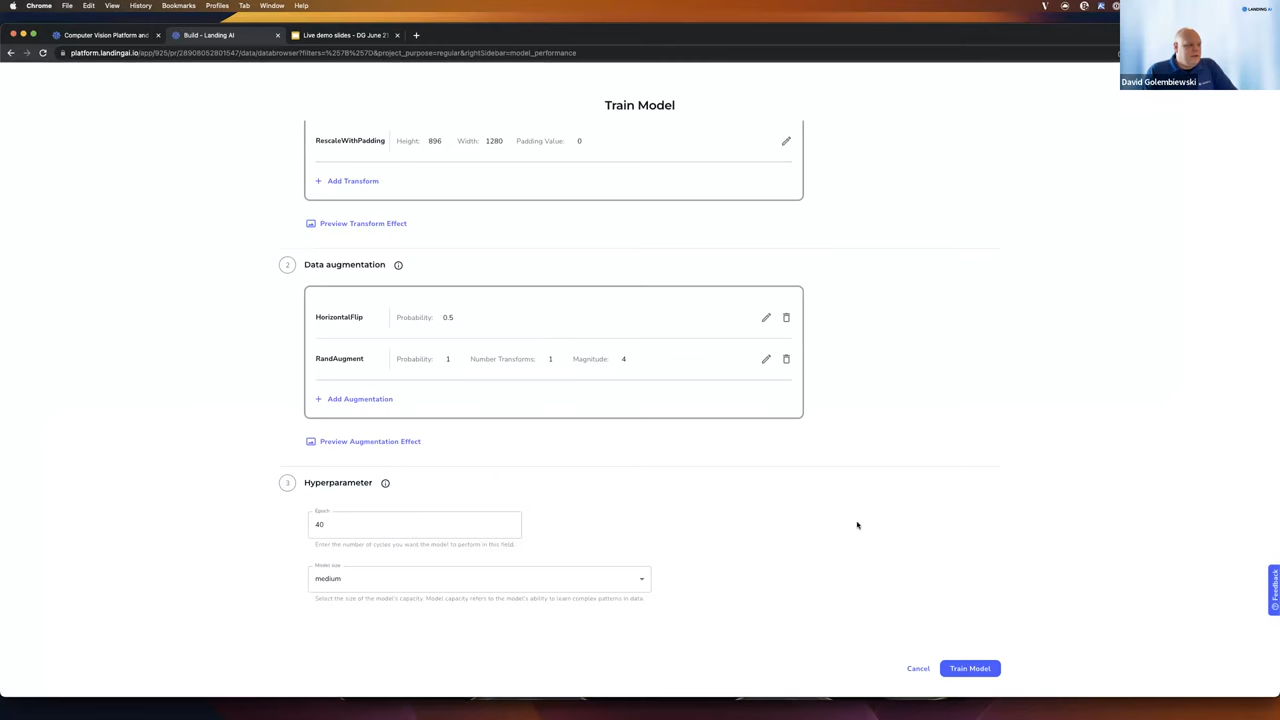 Chrome File Edit View History Bookmarks Profiles Tab Window Help
LANDING AI
Computer Vision Platform and
Build - Landing AI
Live demo slides - DG June 21
platform.landingai.io/app/925/pr/28908052801547/data/databrowser?filters=%257B%257D&project_purpose=regular&rightSidebar=model_performance
David Golembiewski
Train Model
RescaleWithPadding Height: 896 Width: 1280 Padding Value: 0
+ Add Transform
Preview Transform Effect
2 Data augmentation
HorizontalFlip Probability: 0.5
RandAugment Probability: 1 Number Transforms: 1 Magnitude: 4
+ Add Augmentation
Preview Augmentation Effect
3 Hyperparameter
Epoch
40
Enter the number of cycles you want the model to perform in this field.
Model size
medium
Select the size of the model's capacity. Model capacity refers to the model's ability to learn complex patterns in data.
Feedback
Cancel Train Model